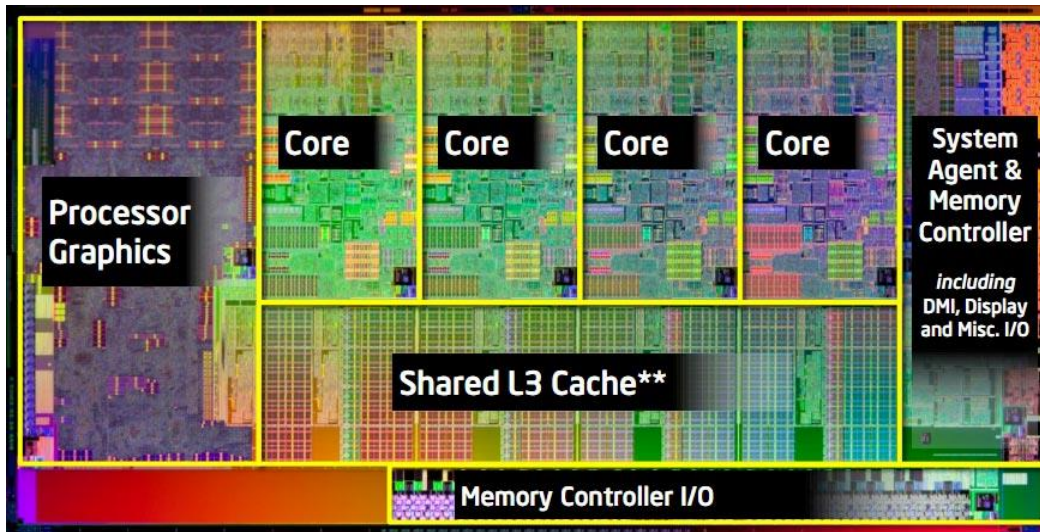 Processor
Graphics
Core
Core
Core
Core
System
Agent &
Memory
Controller
including
DMI, Display
and Misc. I/O
Shared L3 Cache**
Memory Controller I/O